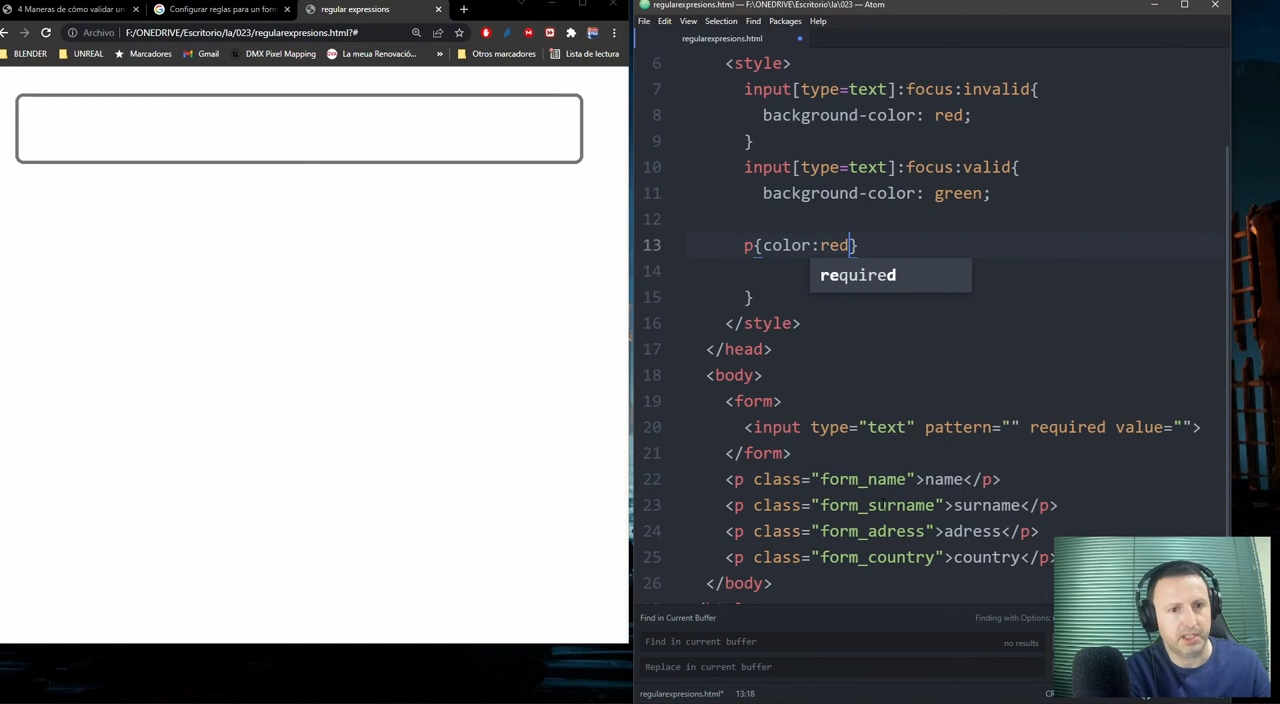 4 Maneras de cómo validar un
Configurar reglas para un form
regular expressions
Archivo
F:/ONEDRIVE/Escritorio/la/023/regularexpresions.html?#
BLENDER
UNREAL
Marcadores
Gmail
DMX Pixel Mapping
La meua Renovació...
»
Otros marcadores
Lista de lectura
regularexpresions.html — F:\ONEDRIVE\Escritorio\la\023 — Atom
File Edit View Selection Find Packages Help
regularexpresions.html
6 <style>
7 input[type=text]:focus:invalid{
8 background-color: red;
9 }
10 input[type=text]:focus:valid{
11 background-color: green;
12
13 p{color:red}
required
14
15 }
16 </style>
17 </head>
18 <body>
19 <form>
20 <input type="text" pattern="" required value="">
21 </form>
22 <p class="form_name">name</p>
23 <p class="form_surname">surname</p>
24 <p class="form_adress">adress</p>
25 <p class="form_country">country</p>
26 </body>
Find in Current Buffer
Finding with Options:
Find in current buffer
no results
Replace in current buffer
regularexpresions.html* 13:18